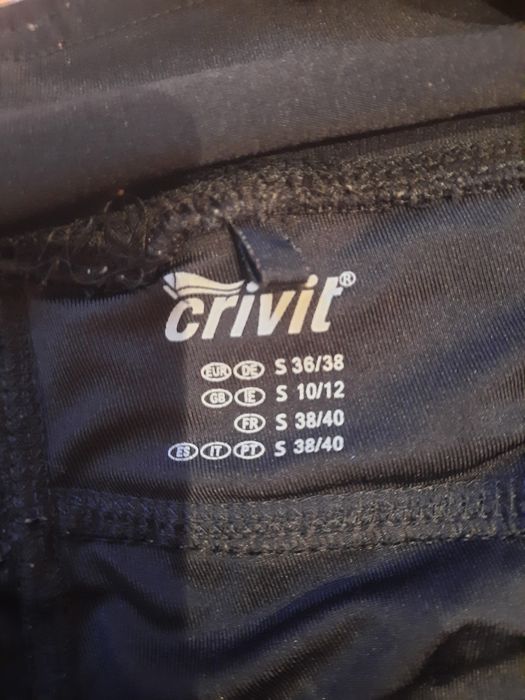 crivit®
EUR DE S 36/38
GB IE S 10/12
FR S 38/40
ES IT PT S 38/40